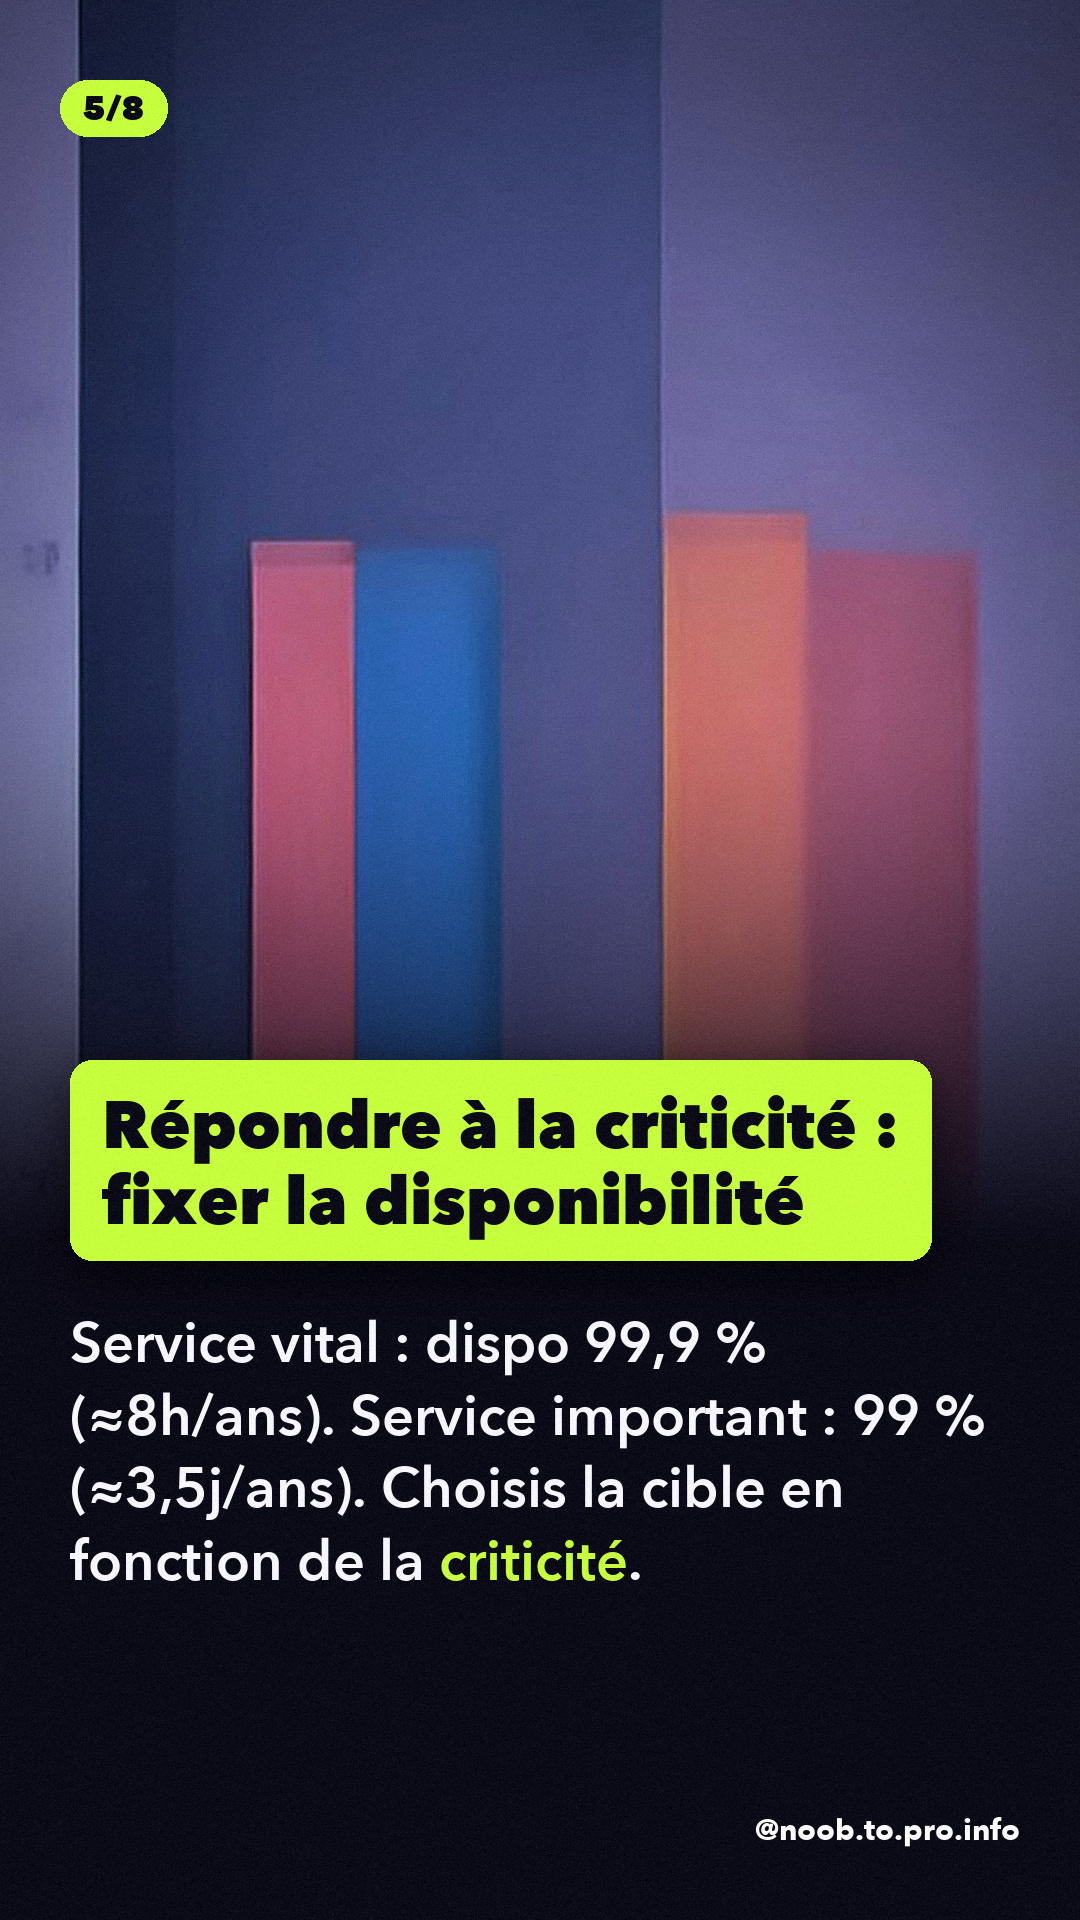 5/8
Répondre à la criticité :
fixer la disponibilité
Service vital : dispo 99,9 %
(≈8h/ans). Service important : 99 %
(≈3,5j/ans). Choisis la cible en
fonction de la criticité.
@noob.to.pro.info